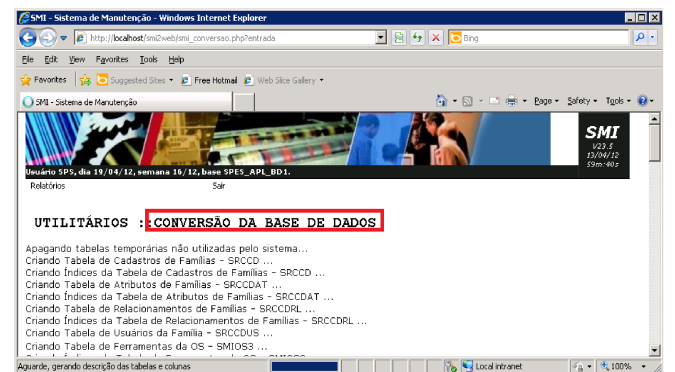 SMI - Sistema de Manutenção - Windows Internet Explorer
http://localhost/smi2web/smi_conversao.php?entrada
Bing
File Edit View Favorites Tools Help
Favorites Suggested Sites Free Hotmail Web Slice Gallery
SMI - Sistema de Manutenção
Page Safety Tools
SMI
V23.5
13/04/12
59m:40s
Usuário SPS, dia 19/04/12, semana 16/12, base SPES_APL_BD1.
Relatórios Sair
UTILITÁRIOS ::CONVERSÃO DA BASE DE DADOS
Apagando tabelas temporárias não utilizadas pelo sistema...
Criando Tabela de Cadastros de Famílias - SRCCD ...
Criando Índices da Tabela de Cadastros de Famílias - SRCCD ...
Criando Tabela de Atributos de Famílias - SRCCDAT ...
Criando Índices da Tabela de Atributos de Famílias - SRCCDAT ...
Criando Tabela de Relacionamentos de Famílias - SRCCDRL ...
Criando Índices da Tabela de Relacionamentos de Famílias - SRCCDRL ...
Criando Tabela de Usuários da Família - SRCCDUS ...
Criando Tabela de Ferramentas da OS - SMIOS3 ...
Aguarde, gerando descrição das tabelas e colunas
Local intranet
100%